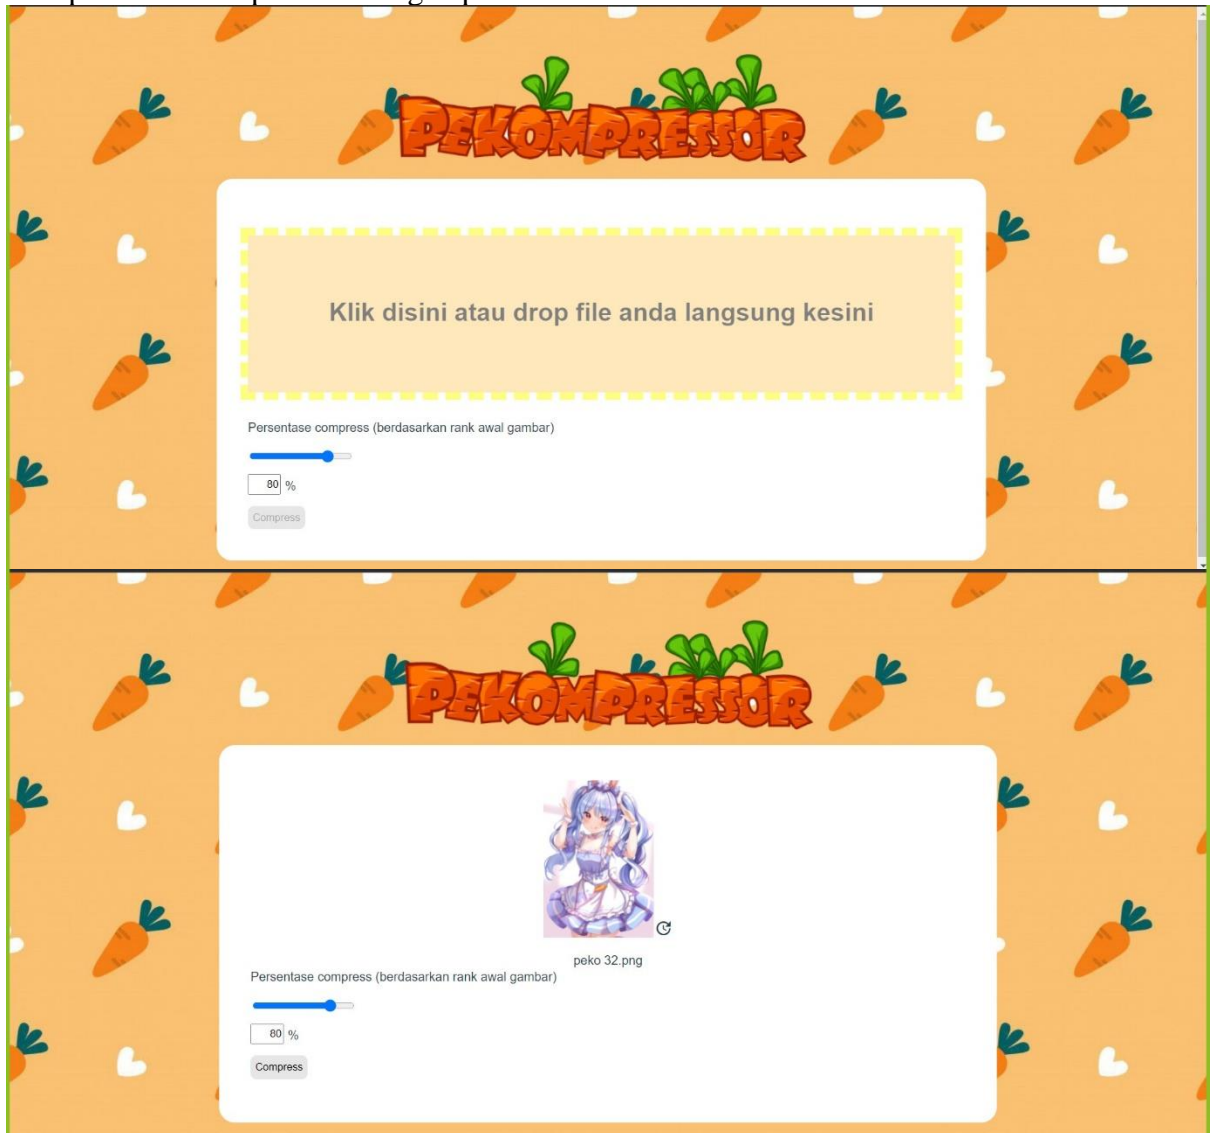 PEKOMPRESSOR
Klik disini atau drop file anda langsung kesini
Persentase compress (berdasarkan rank awal gambar)
80 %
Compress
PEKOMPRESSOR
peko 32.png
Persentase compress (berdasarkan rank awal gambar)
80 %
Compress